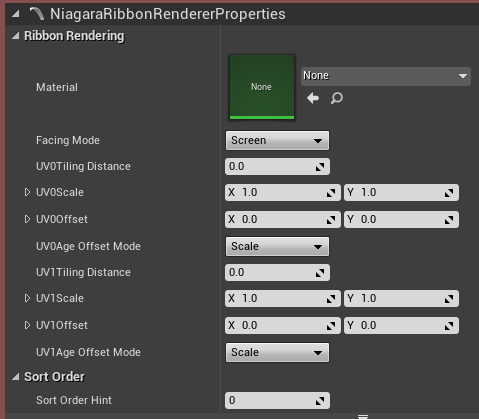 NiagaraRibbonRendererProperties
Ribbon Rendering
Material None None
Facing Mode Screen
UV0Tiling Distance 0.0
UV0Scale X 1.0 Y 1.0
UV0Offset X 0.0 Y 0.0
UV0Age Offset Mode Scale
UV1Tiling Distance 0.0
UV1Scale X 1.0 Y 1.0
UV1Offset X 0.0 Y 0.0
UV1Age Offset Mode Scale
Sort Order
Sort Order Hint 0